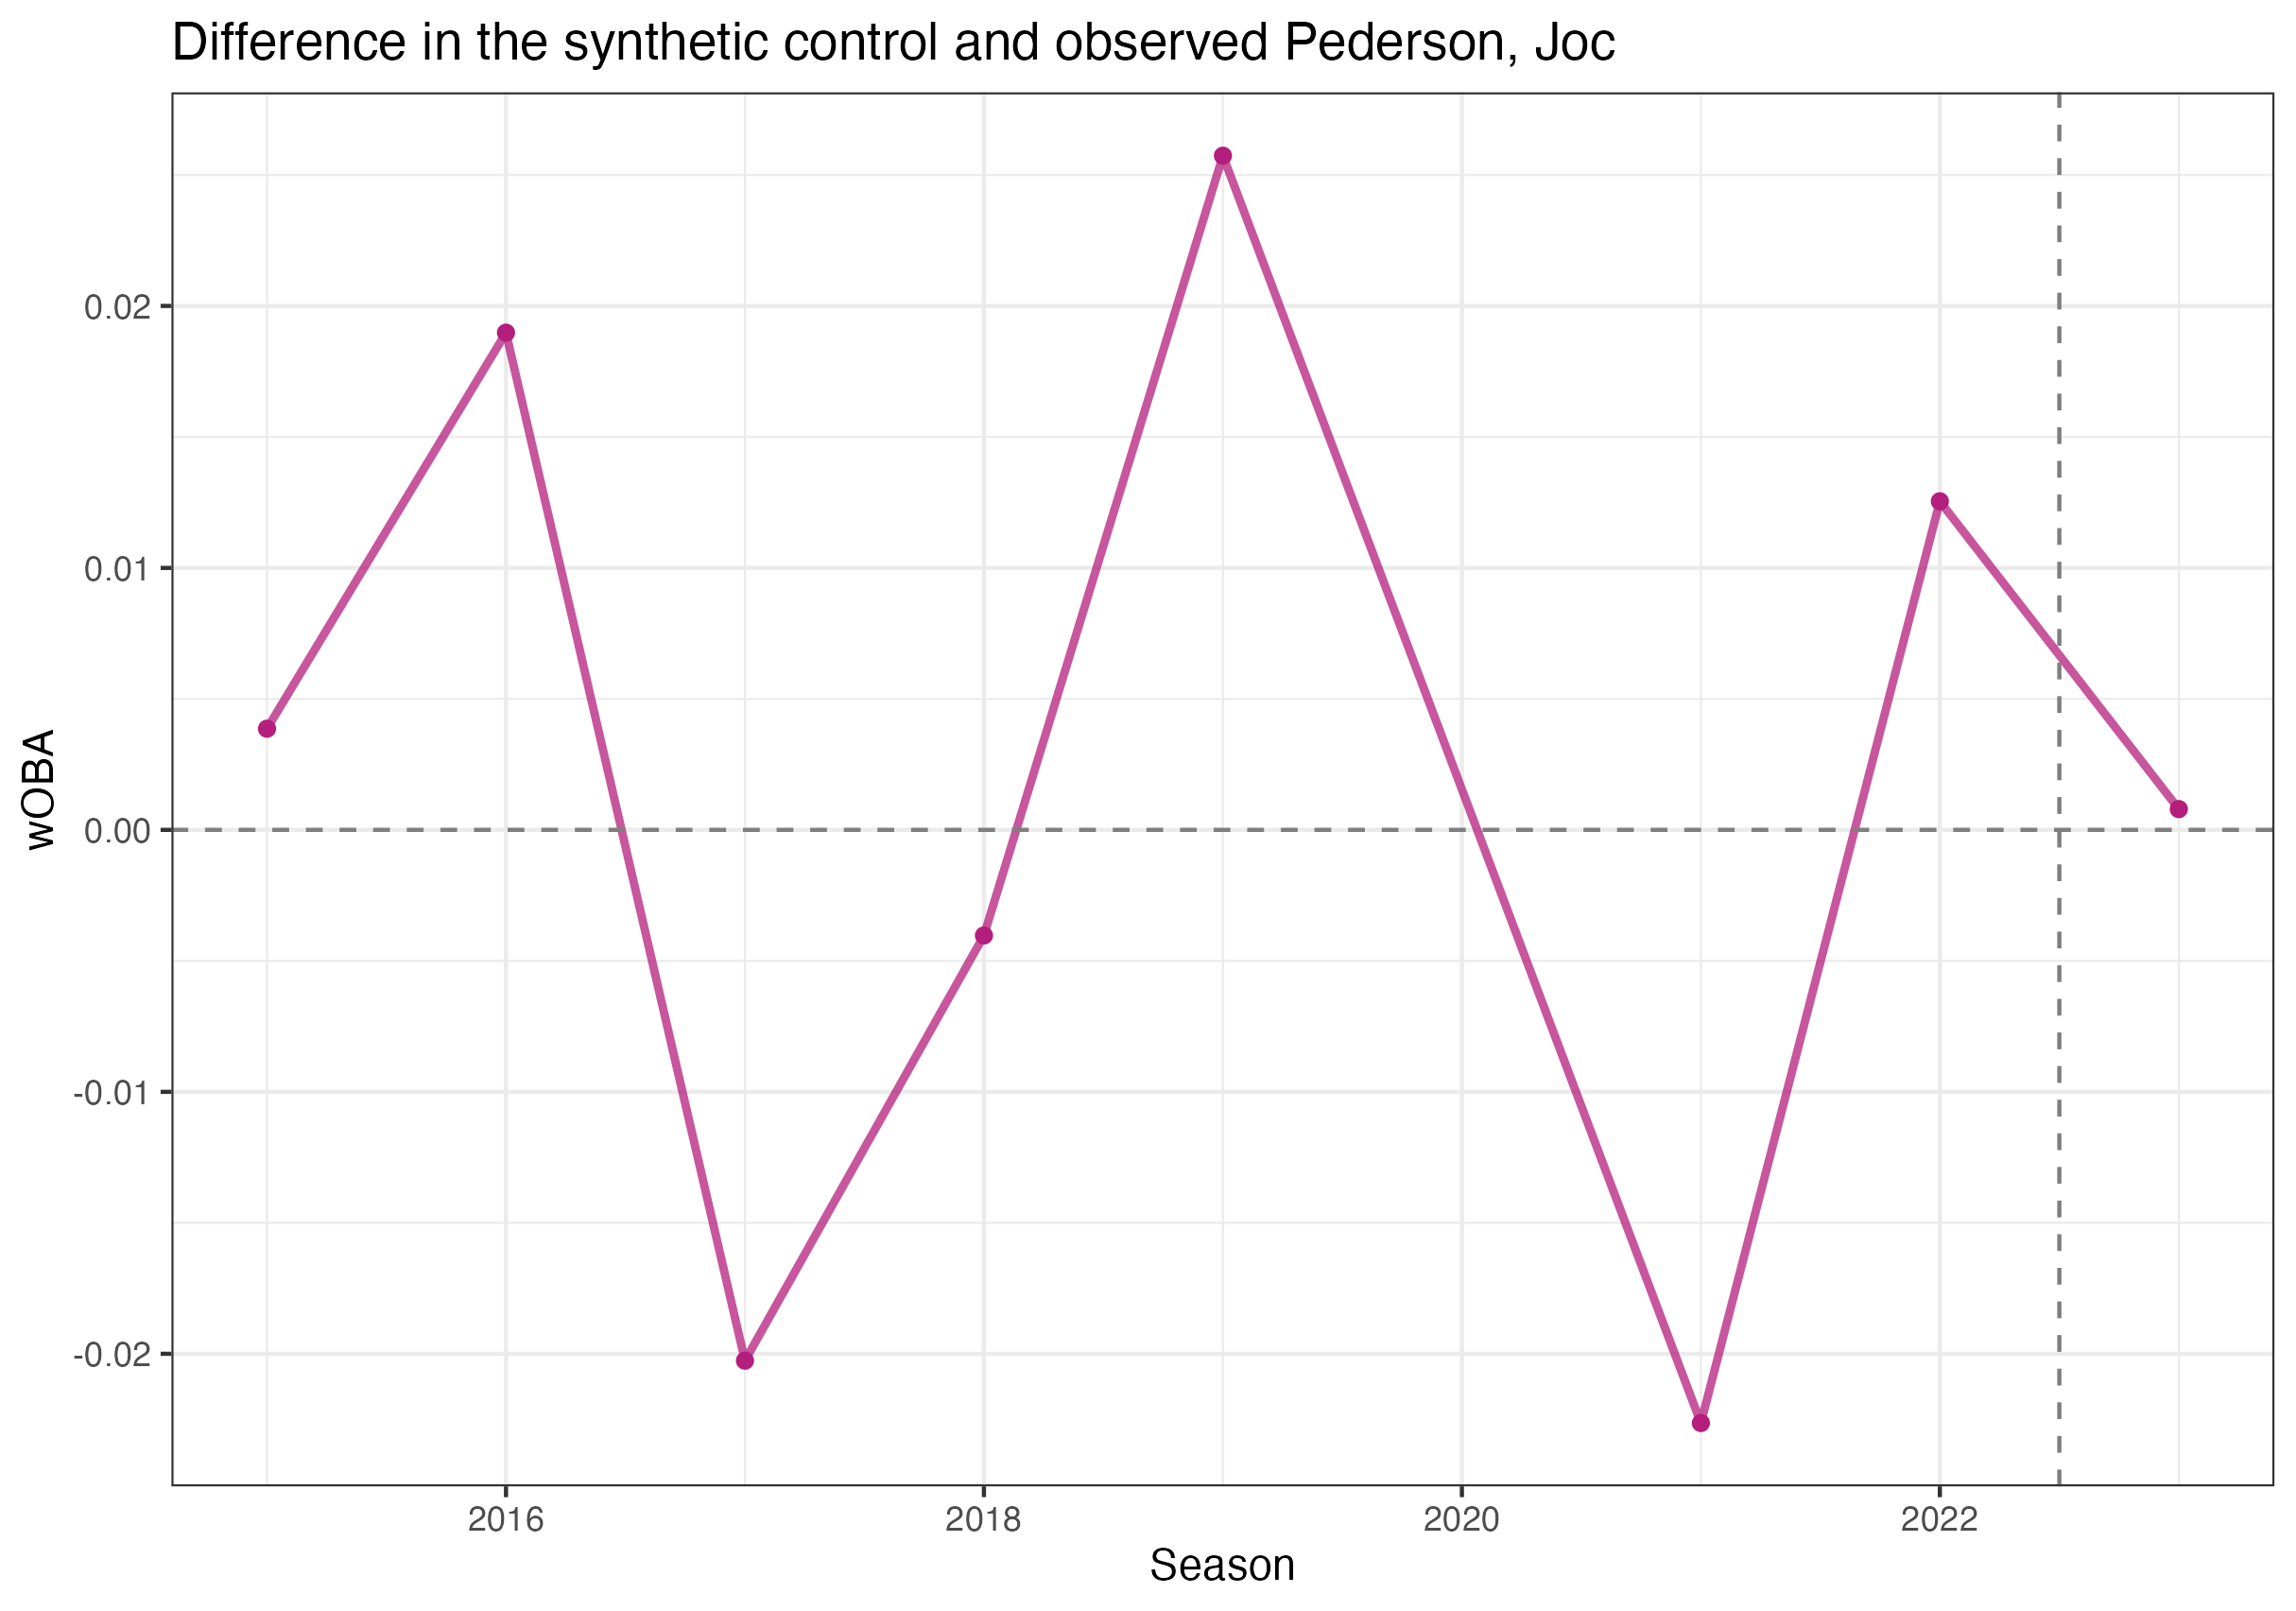 Difference in the synthetic control and observed Pederson, Joc
wOBA
0.02
0.01
0.00
-0.01
-0.02
2016 2018 2020 2022
Season